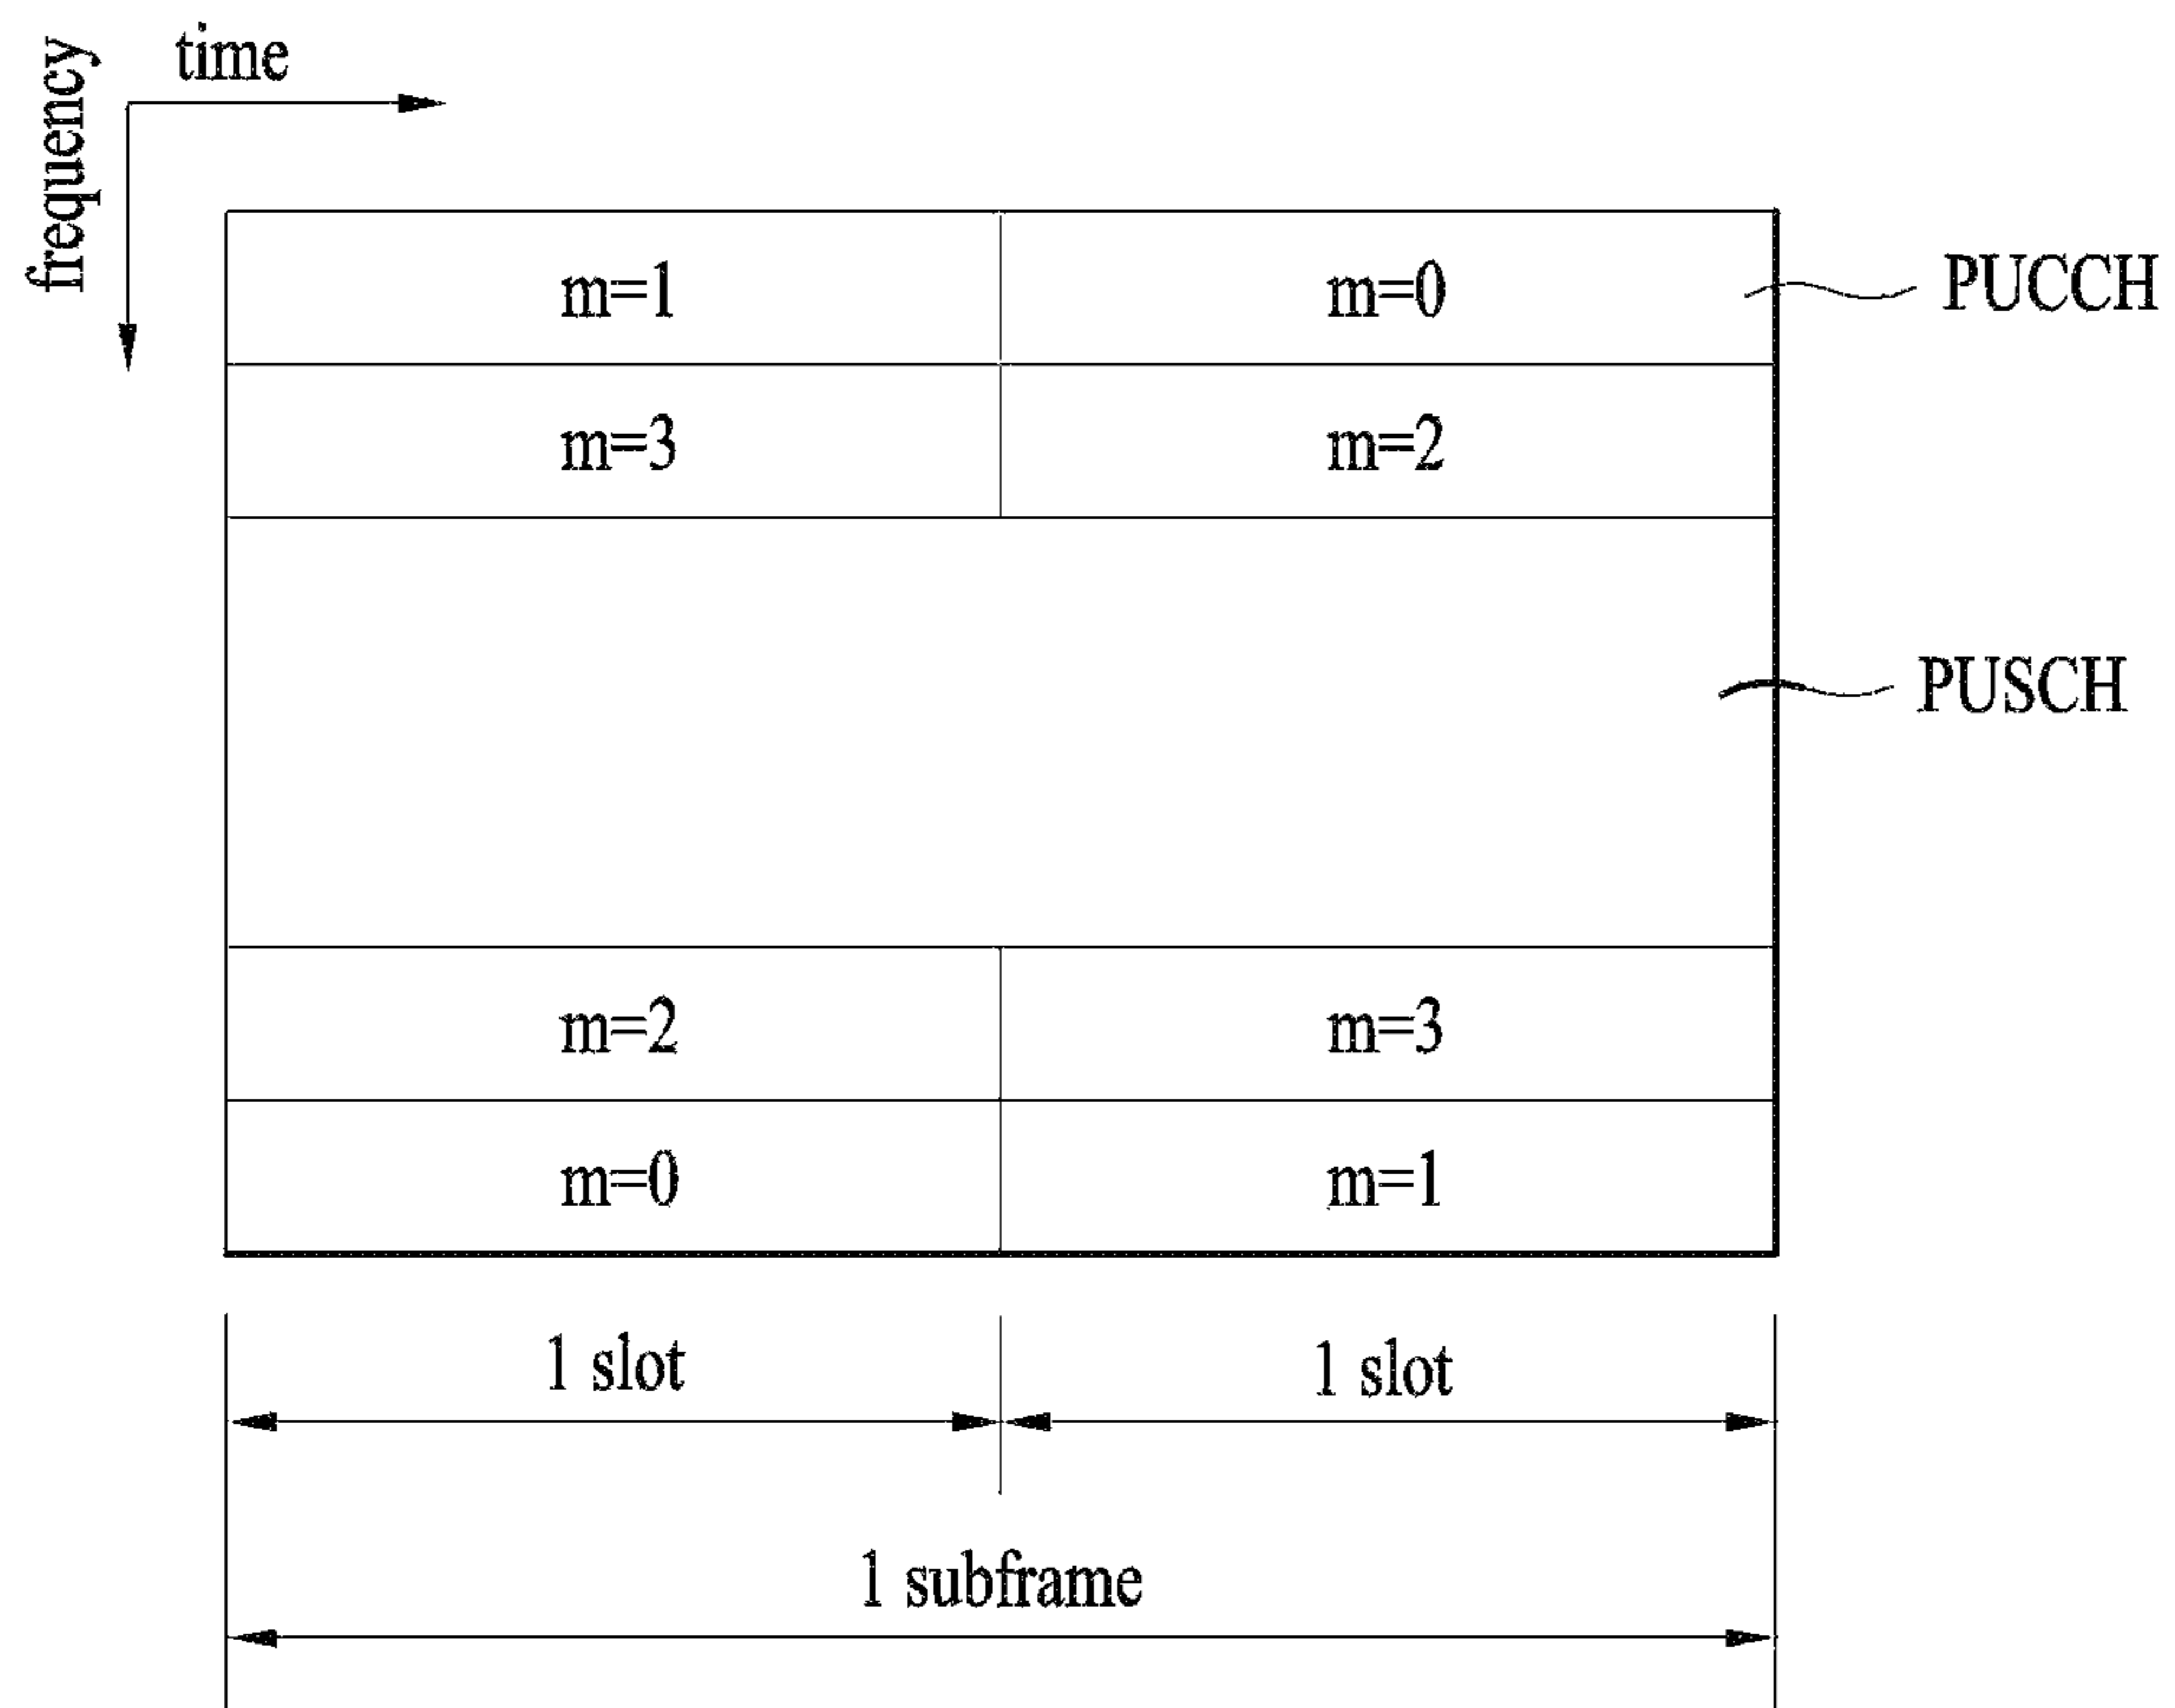 time
frequency
m=1
m=0
PUCCH
m=3
m=2
PUSCH
m=2
m=3
m=0
m=1
1 slot
1 slot
1 subframe